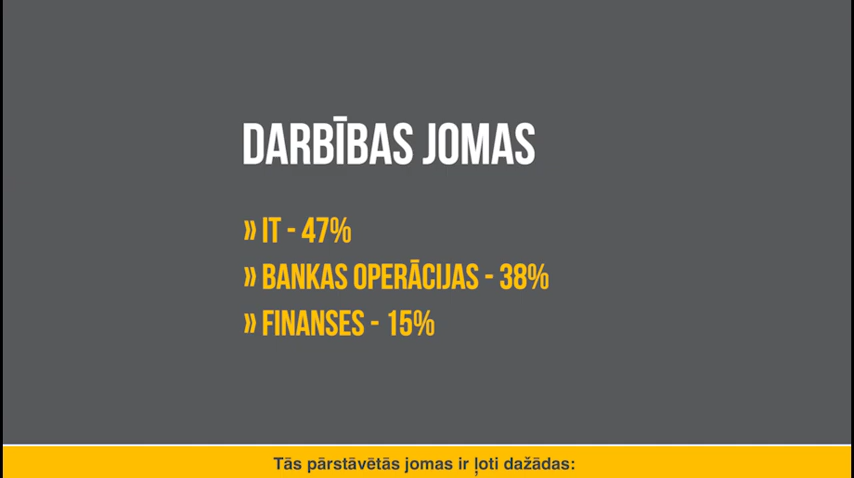 DARBĪBAS JOMAS
» IT - 47%
» BANKAS OPERĀCIJAS - 38%
» FINANSES - 15%
Tās pārstāvētās jomas ir ļoti dažādas: